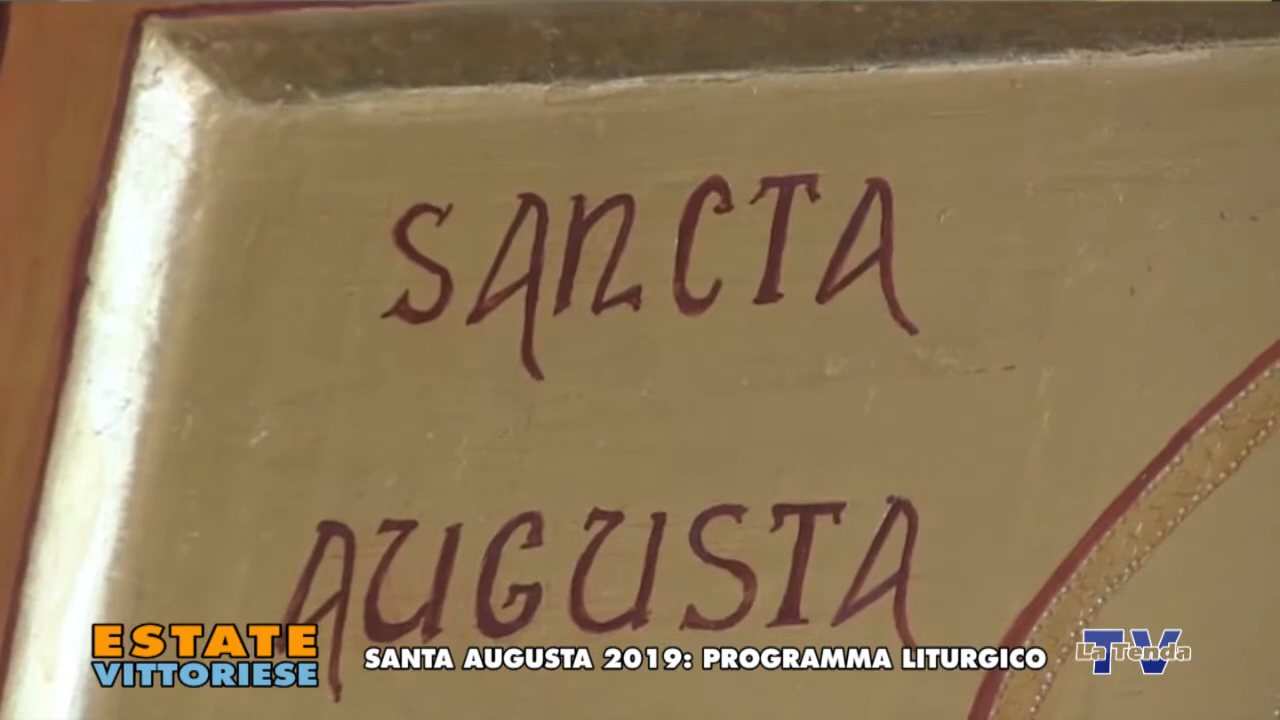 SANCTA
AUGUSTA
ESTATE
VITTORIESE
SANTA AUGUSTA 2019: PROGRAMMA LITURGICO
TV
La Tenda